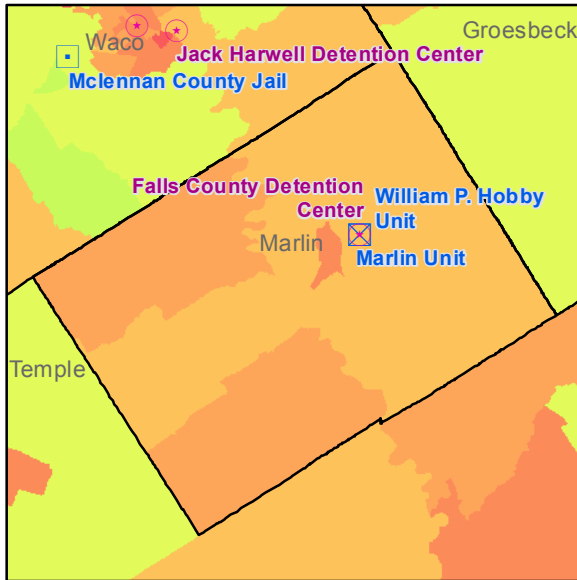 Groesbeck
Waco
Jack Harwell Detention Center
Mclennan County Jail
Falls County Detention
Center
William P. Hobby
Unit
Marlin
Marlin Unit
Temple